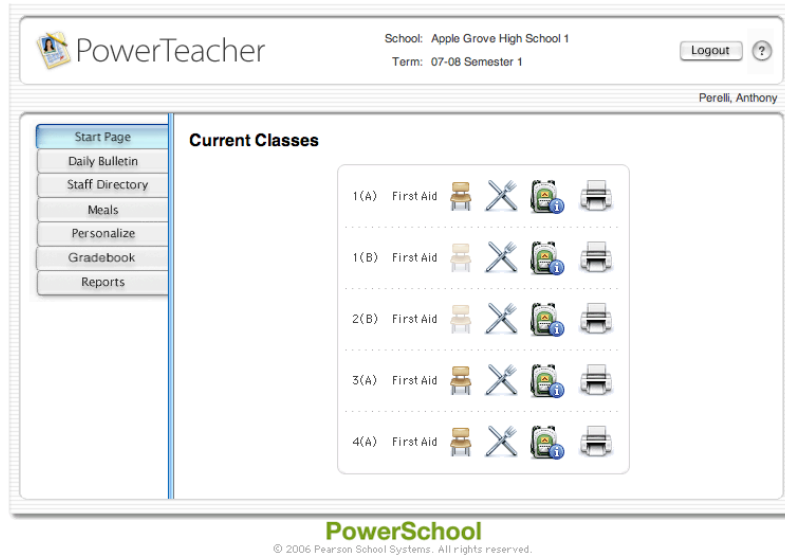 PowerTeacher
School: Apple Grove High School 1
Term: 07-08 Semester 1
Logout ?
Perelli, Anthony
Start Page
Daily Bulletin
Staff Directory
Meals
Personalize
Gradebook
Reports
Current Classes
1(A) First Aid
1(B) First Aid
2(B) First Aid
3(A) First Aid
4(A) First Aid
PowerSchool
© 2006 Pearson School Systems. All rights reserved.